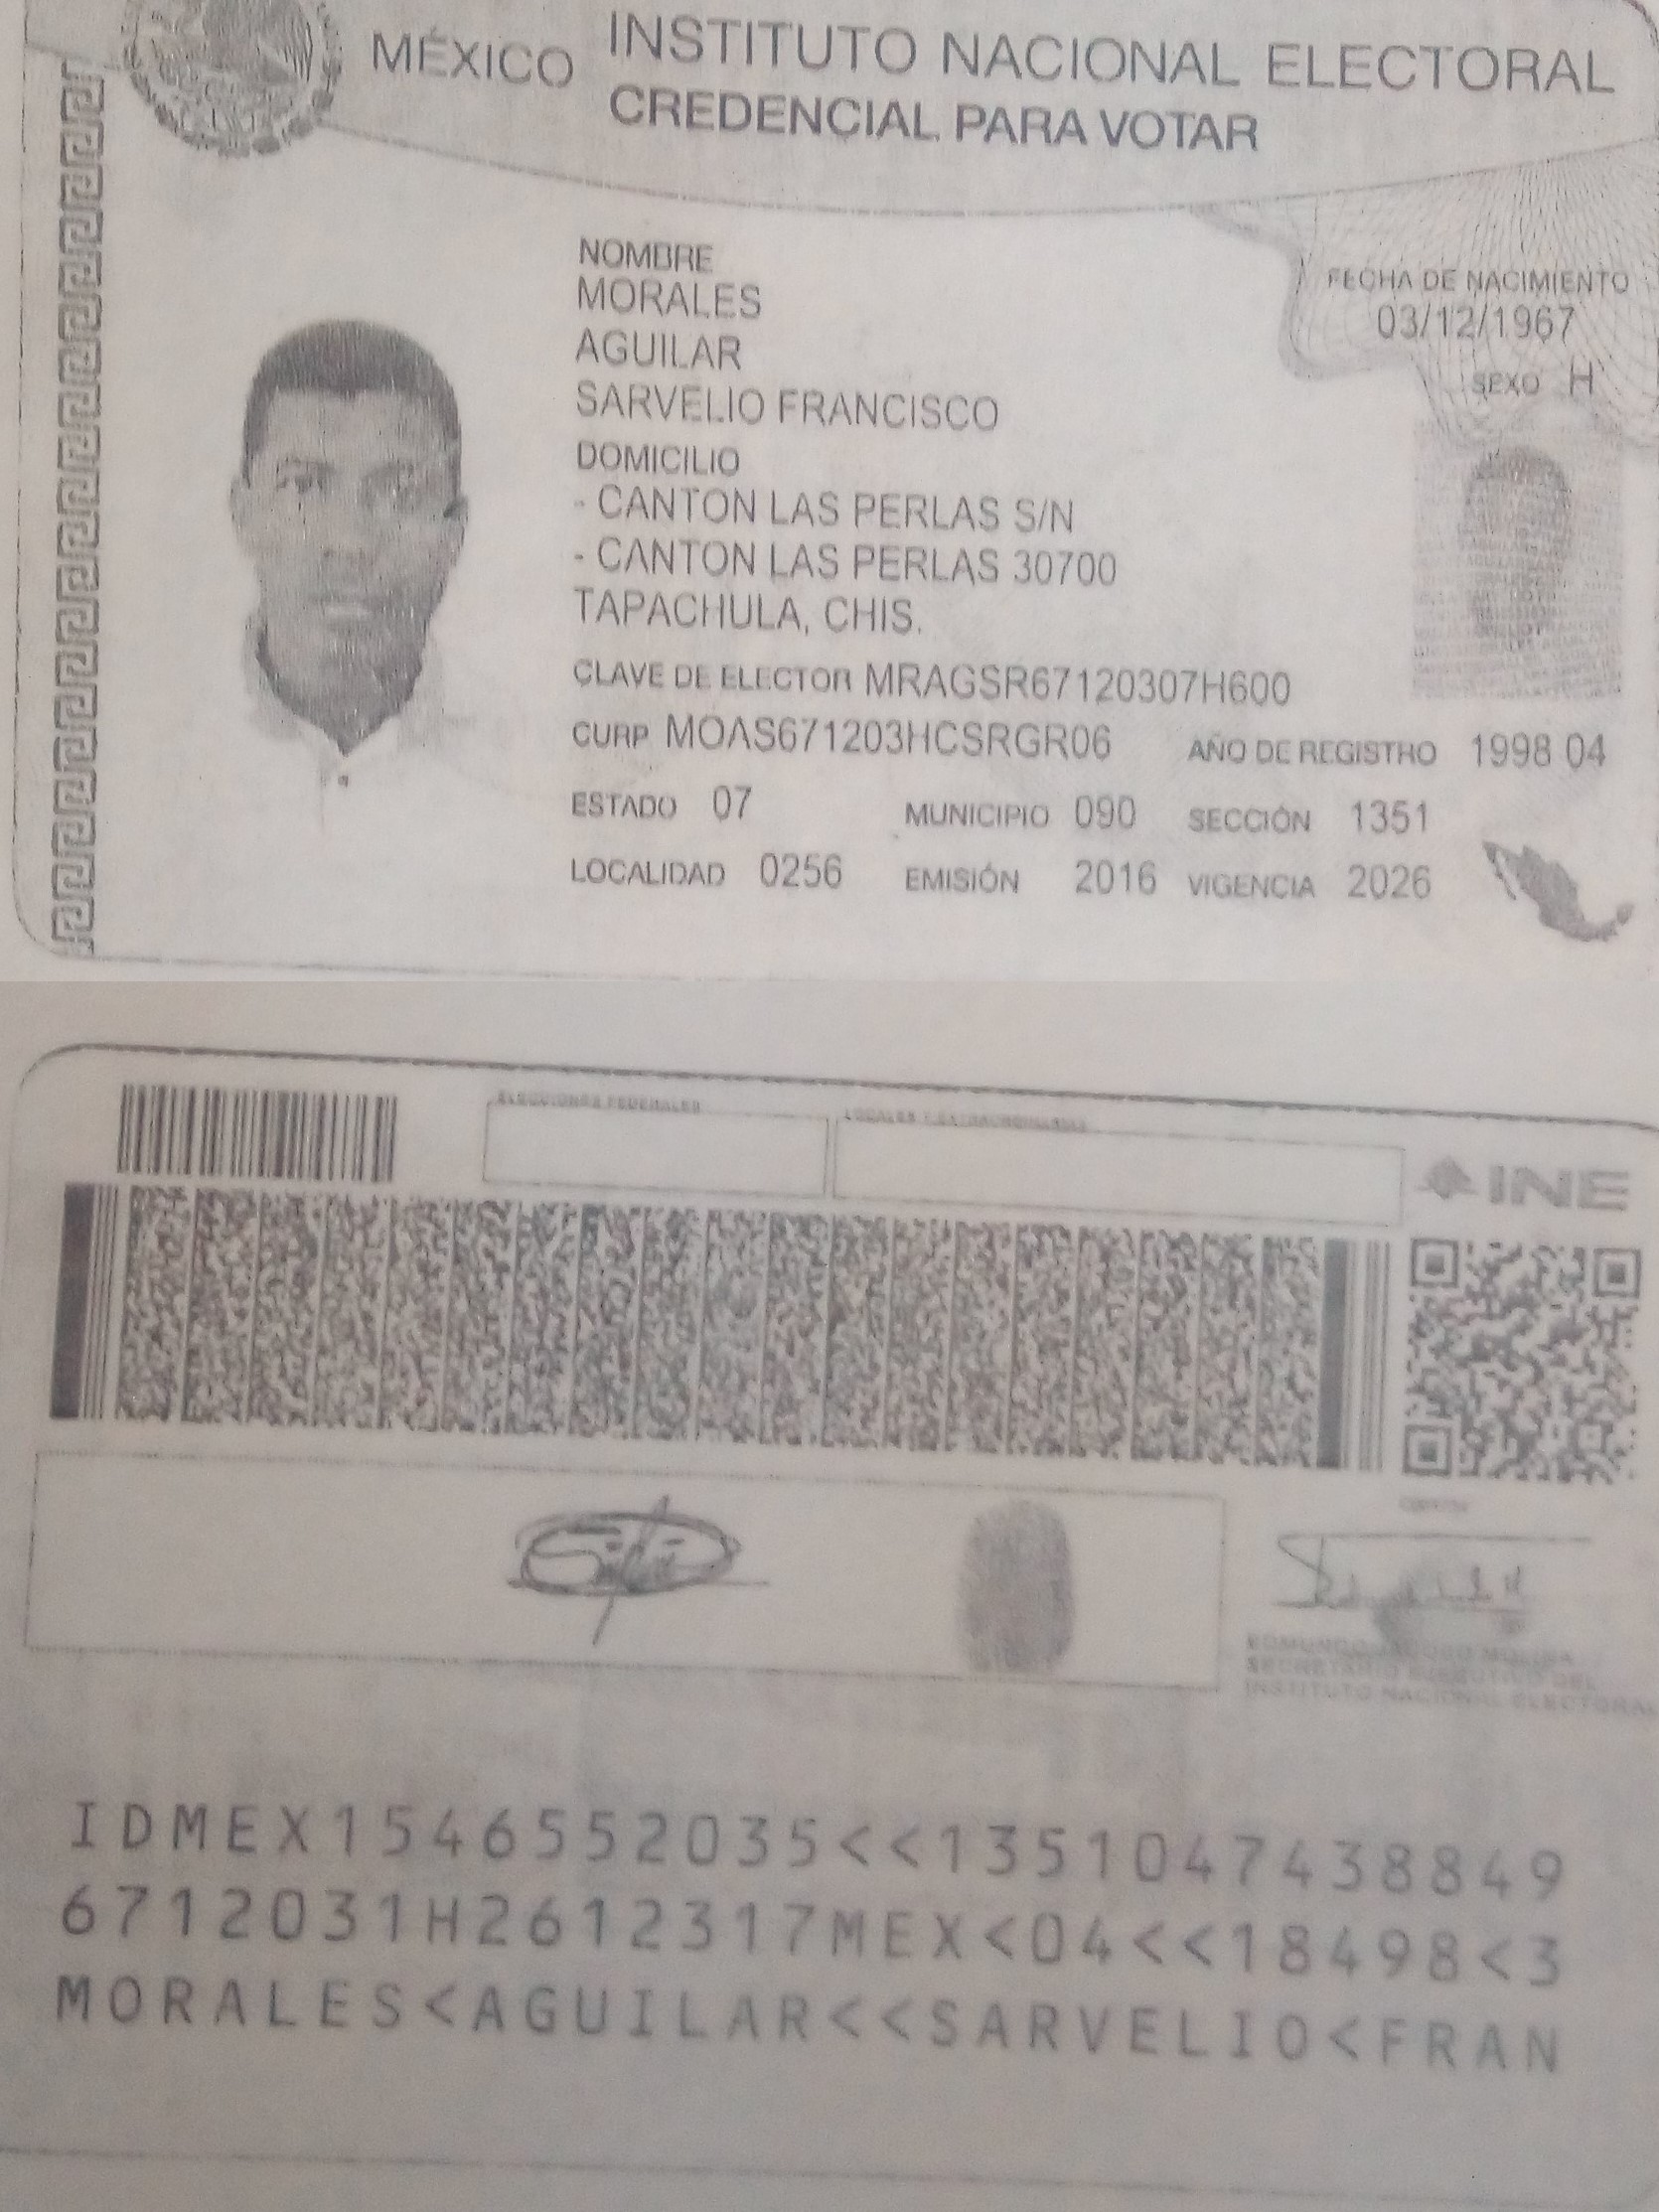 MÉXICO INSTITUTO NACIONAL ELECTORAL
CREDENCIAL PARA VOTAR
NOMBRE
MORALES
AGUILAR
SARVELIO FRANCISCO
FECHA DE NACIMIENTO
03/12/1967
SEXO H
DOMICILIO
- CANTON LAS PERLAS S/N
- CANTON LAS PERLAS 30700
TAPACHULA, CHIS.
CLAVE DE ELECTOR MRAGSR67120307H600
CURP MOAS671203HCSRGR06 AÑO DE REGISTRO 1998 04
ESTADO 07 MUNICIPIO 090 SECCIÓN 1351
LOCALIDAD 0256 EMISIÓN 2016 VIGENCIA 2026
ELECCIONES FEDERALES LOCALES Y EXTRAORDINARIAS
INE
EDMUNDO JACOBO MOLINA
SECRETARIO EJECUTIVO DEL
INSTITUTO NACIONAL ELECTORAL
IDMEX1546552035<<1351047438849
6712031H2612317MEX<04<<18498<3
MORALES<AGUILAR<<SARVELIO<FRAN